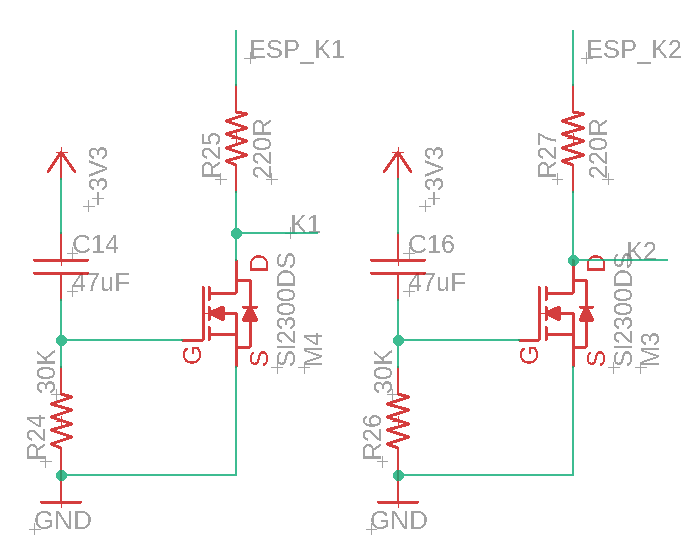 ESP_K1
R25
220R
+3V3
K1
C14
47uF
D
G
S
SI2300DS
M4
30K
R24
GND
ESP_K2
R27
220R
+3V3
K2
C16
47uF
D
G
S
SI2300DS
M3
30K
R26
GND